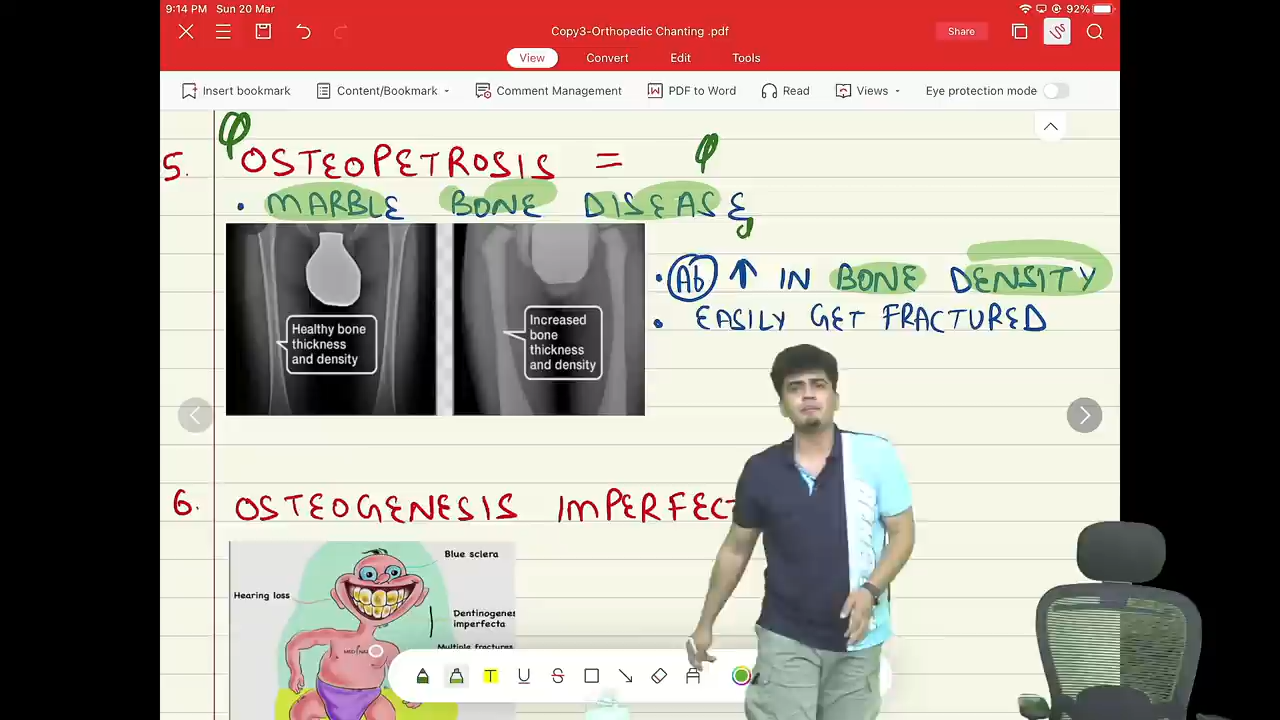 9:14 PM Sun 20 Mar 92%
Copy3-Orthopedic Chanting .pdf
Share
View Convert Edit Tools
Insert bookmark Content/Bookmark Comment Management PDF to Word Read Views Eye protection mode
φ φ
5. OSTEOPETROSIS =
• MARBLE BONE DISEASE
Healthy bone
thickness
and density
Increased
bone
thickness
and density
• Ab ↑ IN BONE DENSITY
• EASILY GET FRACTURED
6. OSTEOGENESIS IMPERFECT
Blue sclera
Hearing loss
Dentinogenes
imperfecta
Multiple fractures